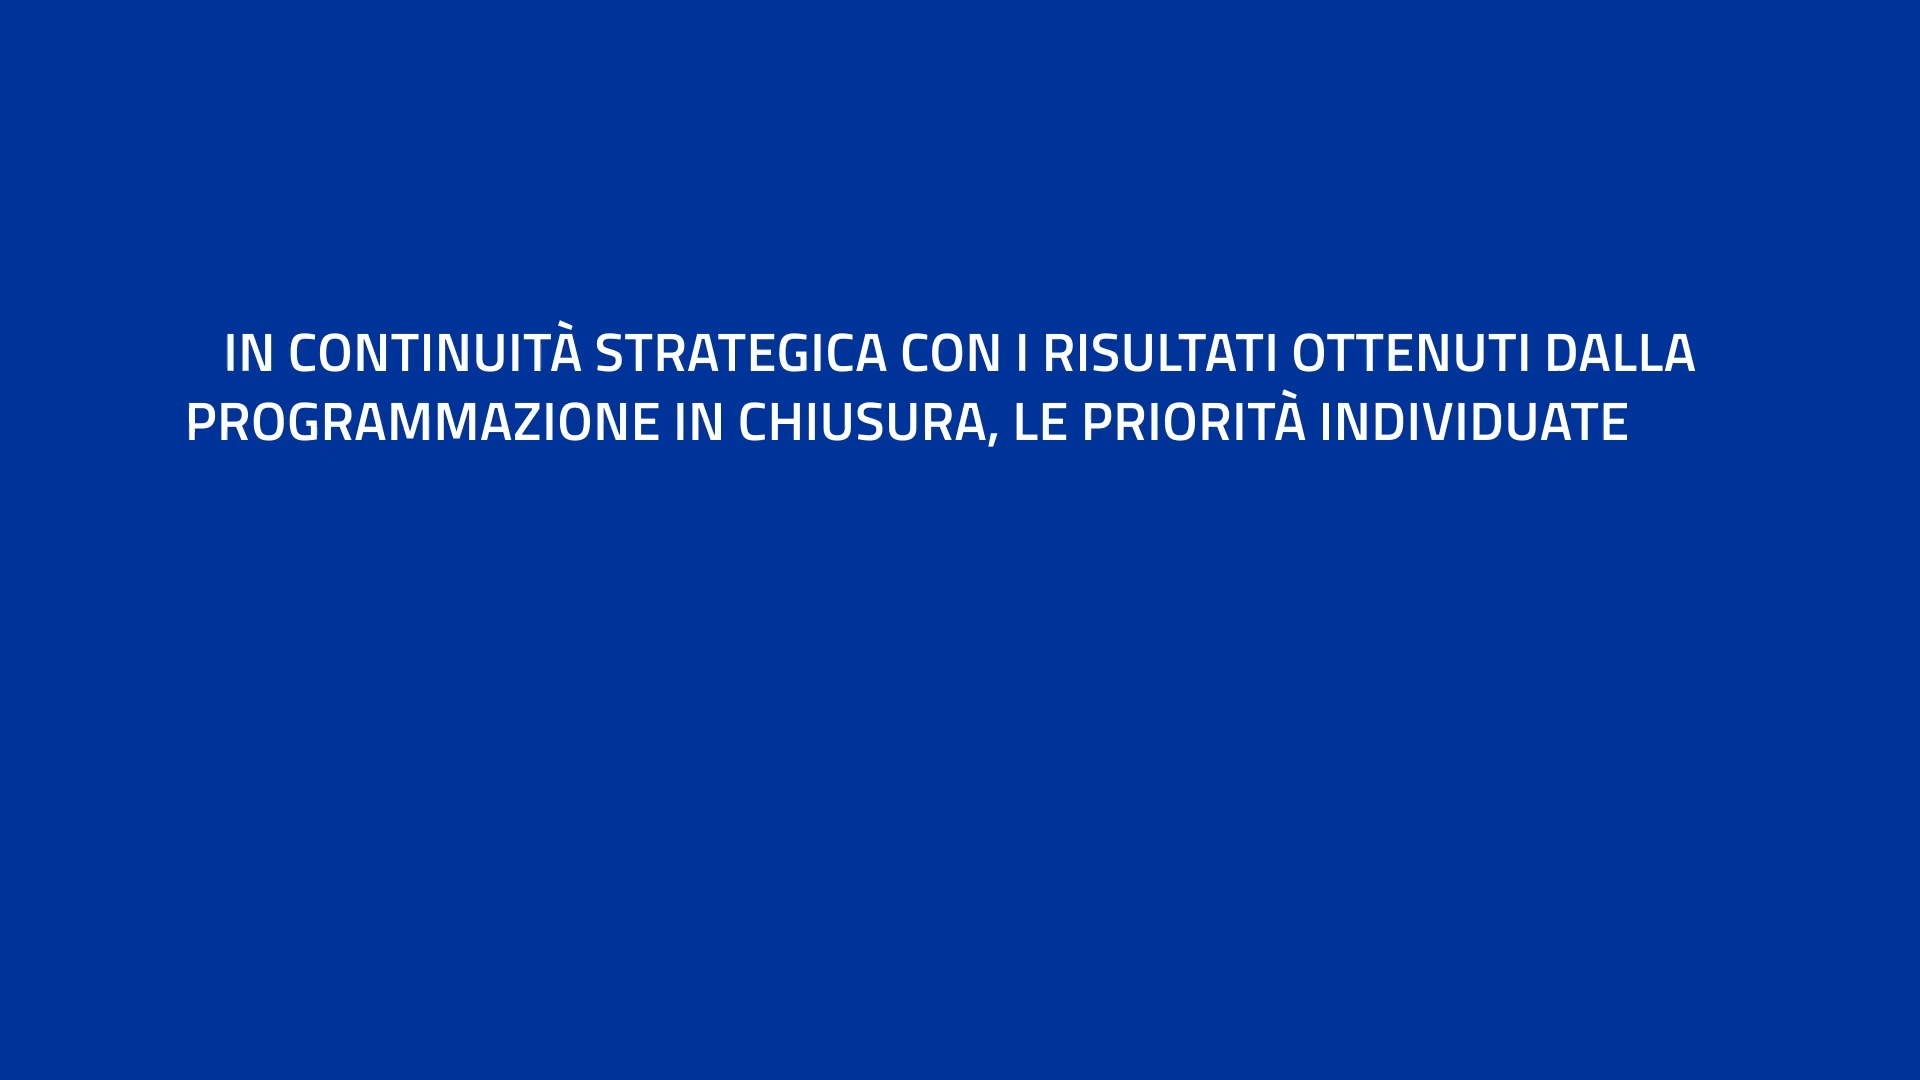 IN CONTINUITÀ STRATEGICA CON I RISULTATI OTTENUTI DALLA
PROGRAMMAZIONE IN CHIUSURA, LE PRIORITÀ INDIVIDUATE